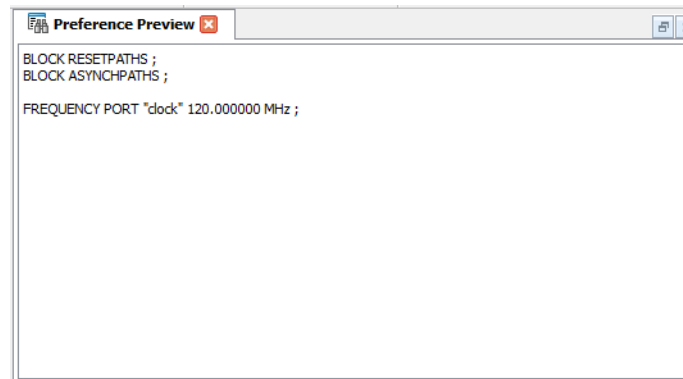 Preference Preview
BLOCK RESETPATHS ;
BLOCK ASYNCHPATHS ;
FREQUENCY PORT "clock" 120.000000 MHz ;